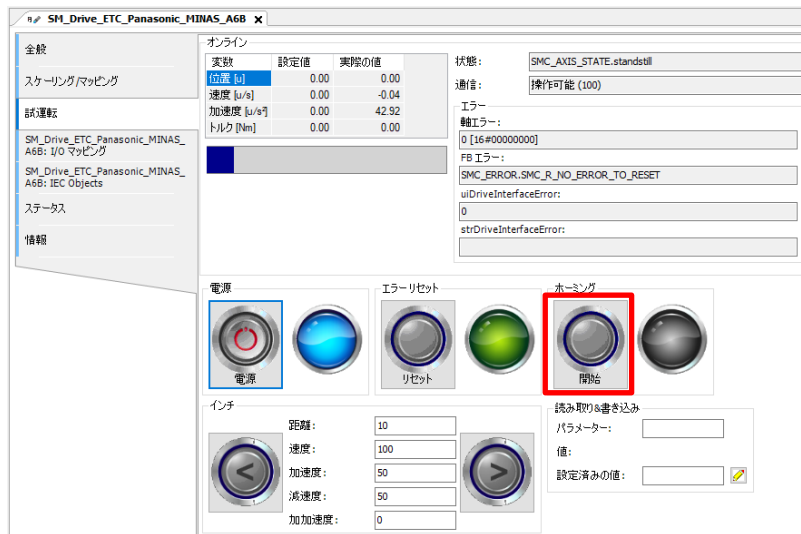 SM_Drive_ETC_Panasonic_MINAS_A6B X
全般
スケーリング/マッピング
試運転
SM_Drive_ETC_Panasonic_MINAS_
A6B: I/O マッピング
SM_Drive_ETC_Panasonic_MINAS_
A6B: IEC Objects
ステータス
情報
オンライン
変数 設定値 実際の値
位置 [u] 0.00 0.00
速度 [u/s] 0.00 -0.04
加速度 [u/s²] 0.00 42.92
トルク [Nm] 0.00 0.00
状態: SMC_AXIS_STATE.standstill
通信: 操作可能 (100)
エラー
軸エラー:
0 [16#00000000]
FB エラー:
SMC_ERROR.SMC_R_NO_ERROR_TO_RESET
uiDriveInterfaceError:
0
strDriveInterfaceError:
電源
電源
エラーリセット
リセット
ホーミング
開始
インチ
<
距離: 10
速度: 100
加速度: 50
減速度: 50
加加速度: 0
>
読み取り&書き込み
パラメーター:
値:
設定済みの値: